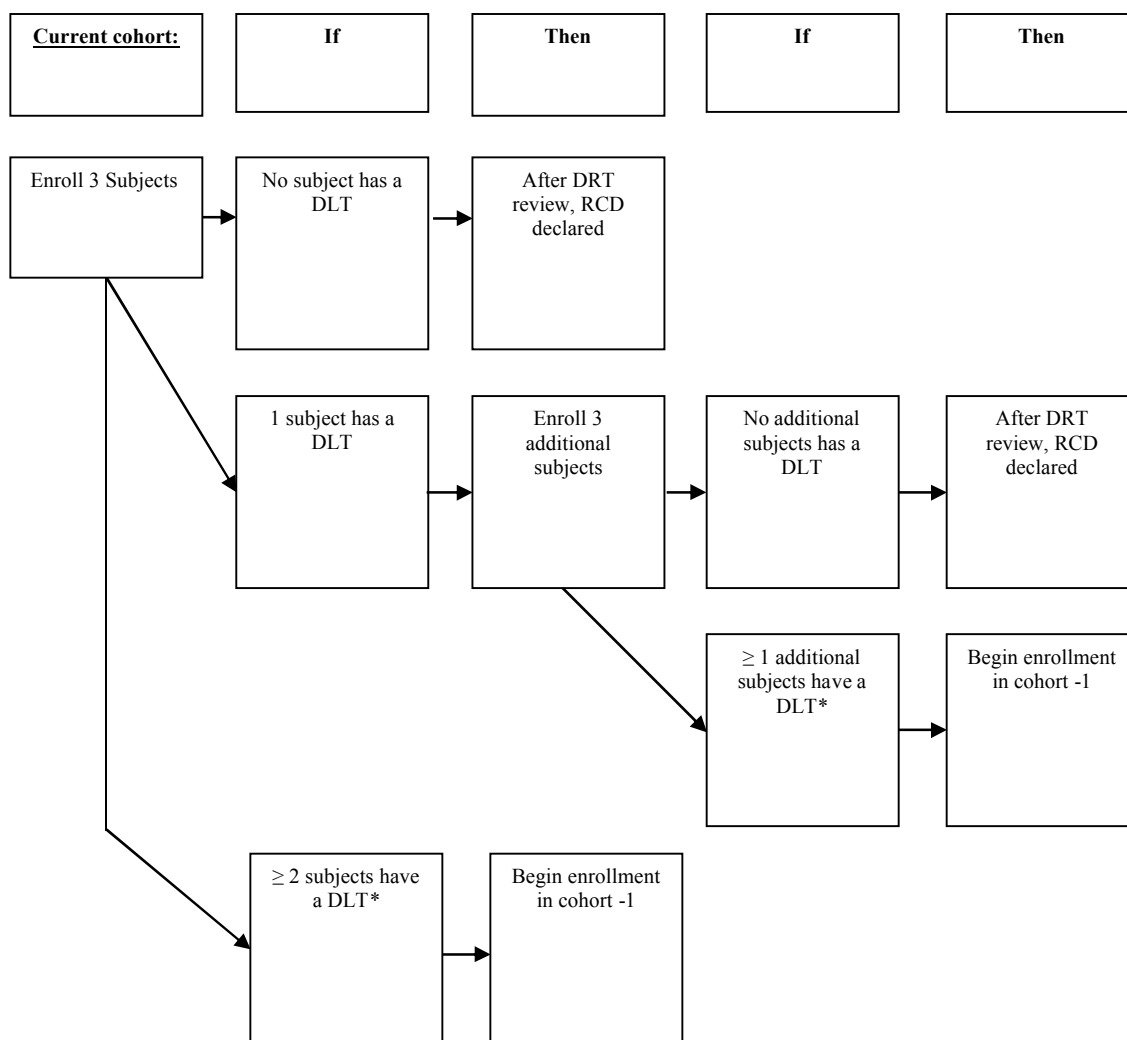 Current cohort:
If
Then
If
Then
Enroll 3 Subjects
No subject has a
DLT
After DRT
review, RCD
declared
1 subject has a
DLT
Enroll 3
additional
subjects
No additional
subjects has a
DLT
After DRT
review, RCD
declared
≥ 1 additional
subjects have a
DLT*
Begin enrollment
in cohort -1
≥ 2 subjects have
a DLT*
Begin enrollment
in cohort -1